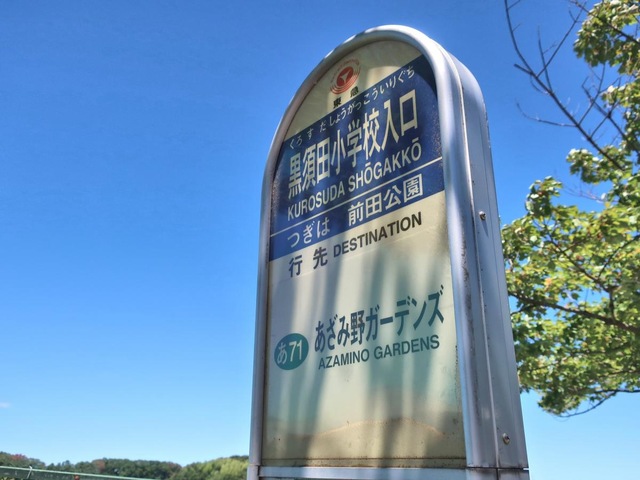 東急
くろすだしょうがっこういりぐち
黒須田小学校入口
KUROSUDA SHŌGAKKŌ
つぎは 前田公園
行先 DESTINATION
あ71 あざみ野ガーデンズ
AZAMINO GARDENS